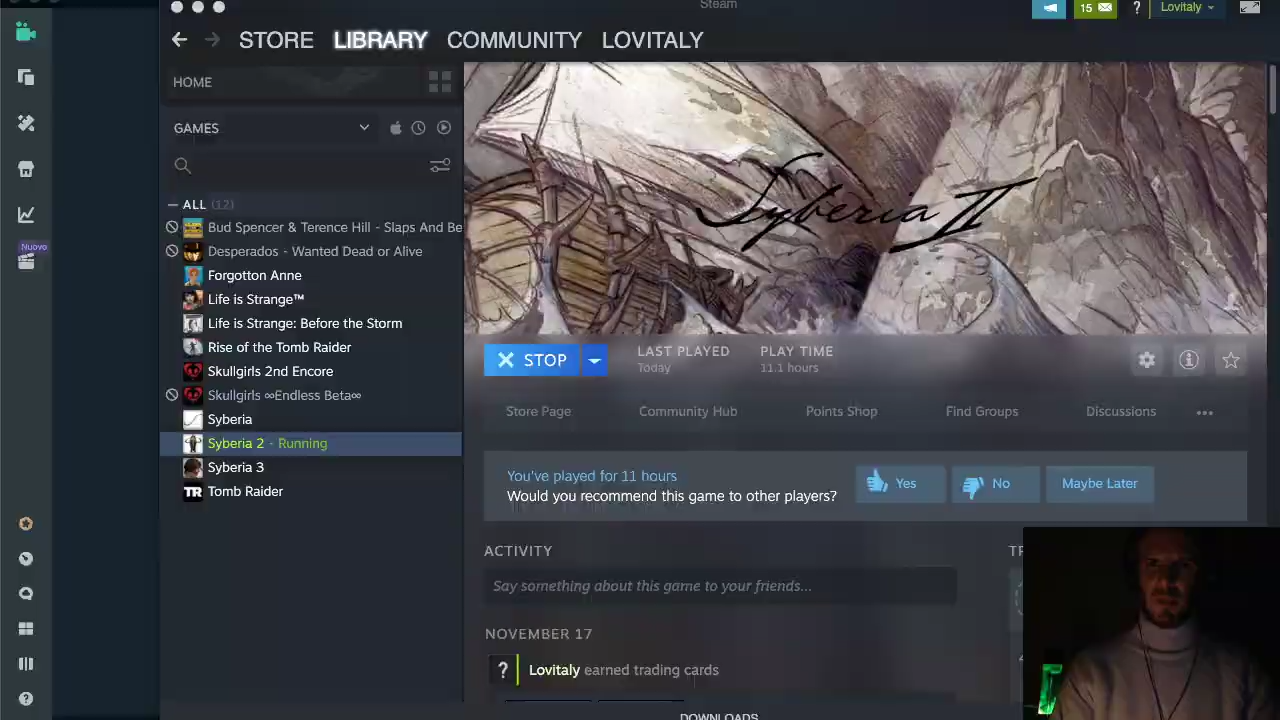 Steam
15
?
Lovitaly
STORE
LIBRARY
COMMUNITY
LOVITALY
HOME
GAMES
Nuovo
— ALL (12)
Bud Spencer & Terence Hill - Slaps And Be
Desperados - Wanted Dead or Alive
Forgotton Anne
Life is Strange™
Life is Strange: Before the Storm
Rise of the Tomb Raider
Skullgirls 2nd Encore
Skullgirls ∞Endless Beta∞
Syberia
Syberia 2 - Running
Syberia 3
TR Tomb Raider
Syberia II
STOP
LAST PLAYED
Today
PLAY TIME
11.1 hours
Store Page
Community Hub
Points Shop
Find Groups
Discussions
You've played for 11 hours
Would you recommend this game to other players?
Yes
No
Maybe Later
ACTIVITY
Say something about this game to your friends...
NOVEMBER 17
? Lovitaly earned trading cards
DOWNLOADS
?